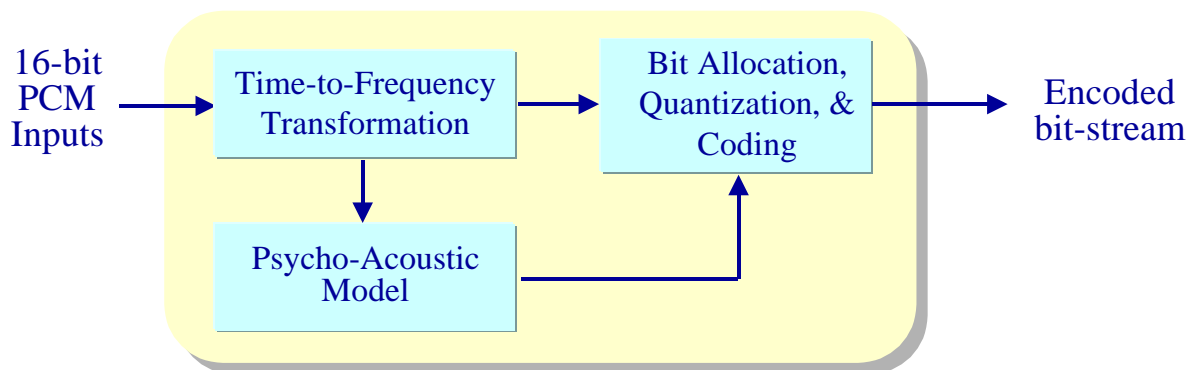 16-bit
PCM
Inputs
Time-to-Frequency
Transformation
Bit Allocation,
Quantization, &
Coding
Encoded
bit-stream
Psycho-Acoustic
Model